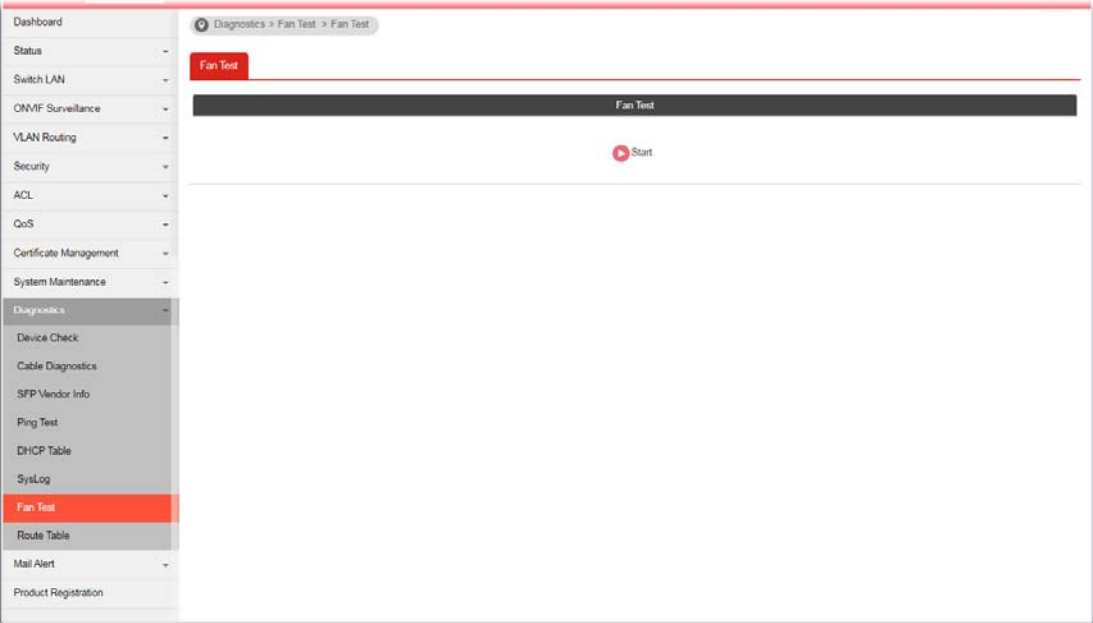 Dashboard
Status
Switch LAN
ONVIF Surveillance
VLAN Routing
Security
ACL
QoS
Certificate Management
System Maintenance
Diagnostics
Device Check
Cable Diagnostics
SFP Vendor Info
Ping Test
DHCP Table
SysLog
Fan Test
Route Table
Mail Alert
Product Registration
Diagnostics > Fan Test > Fan Test
Fan Test
Fan Test
Start